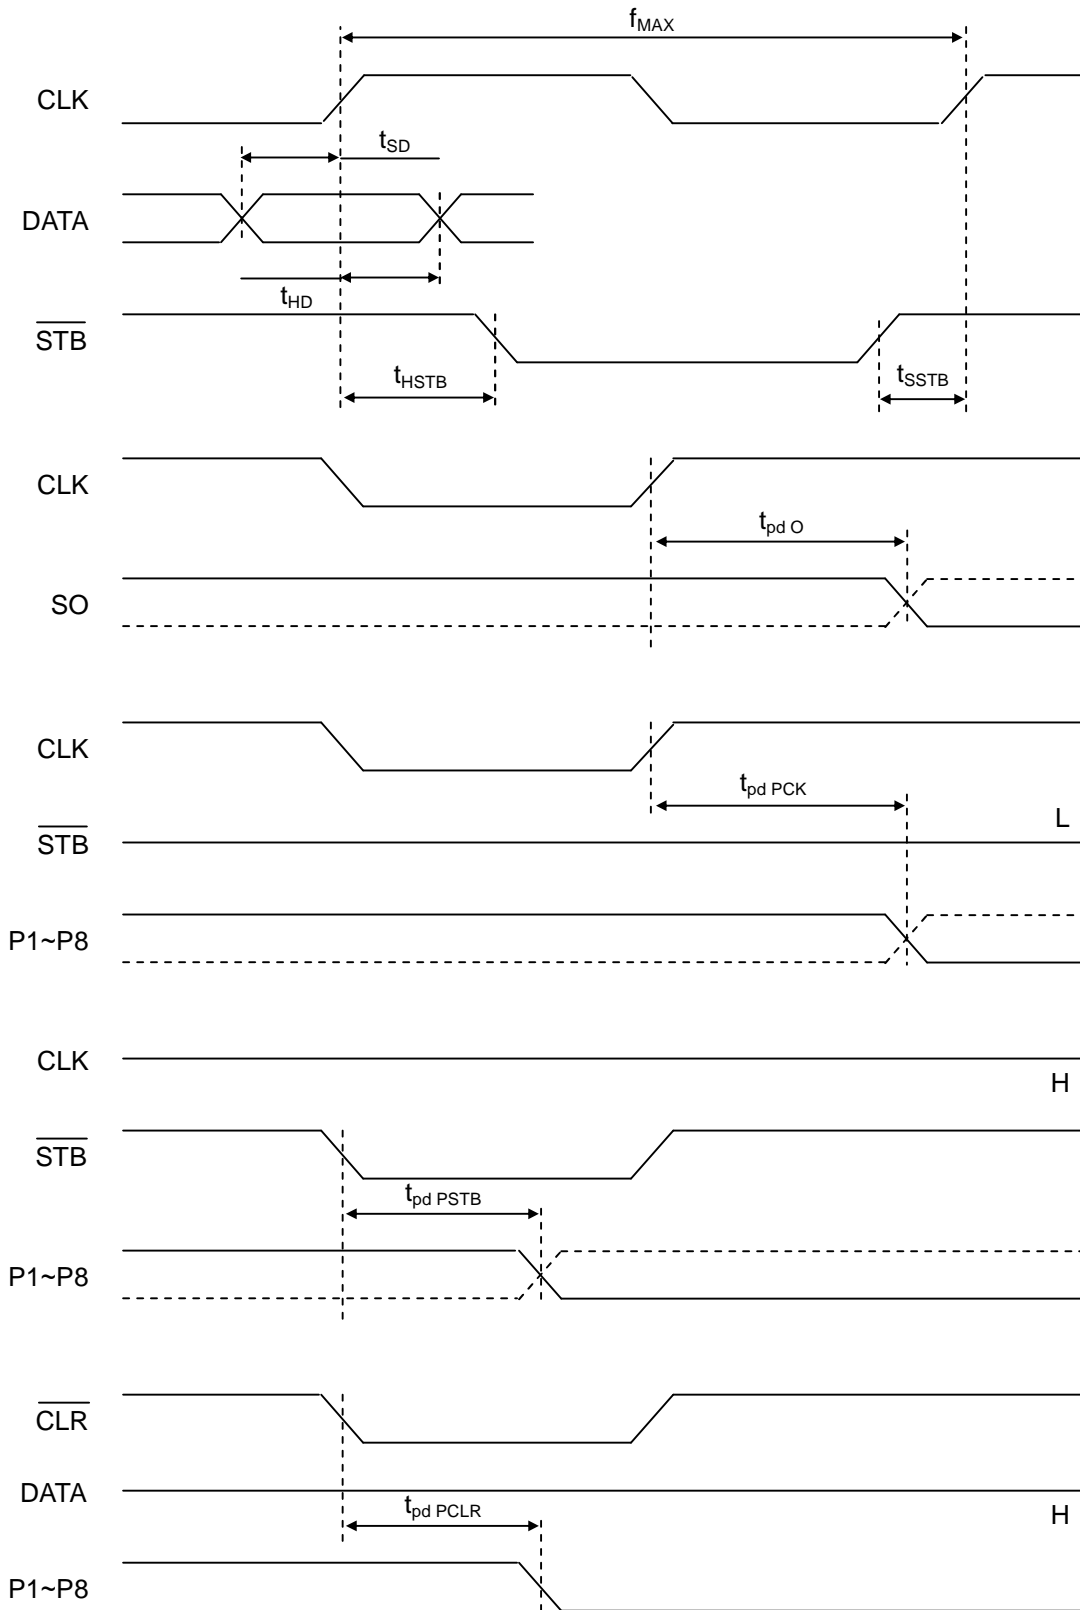 fMAX
CLK
tSD
DATA
tHD
STB
tHSTB
tSSTB
CLK
tpd O
SO
CLK
tpd PCK
L
STB
P1~P8
CLK
H
STB
tpd PSTB
P1~P8
CLR
DATA
tpd PCLR
H
P1~P8